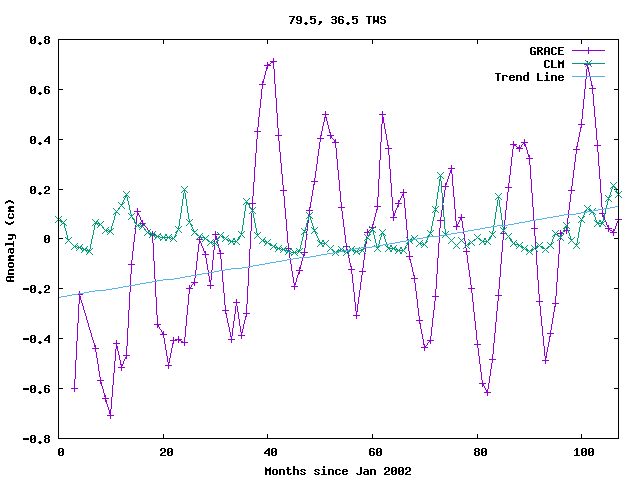 79.5, 36.5 TWS
GRACE
CLM
Trend Line
0.8
0.6
0.4
0.2
0
-0.2
-0.4
-0.6
-0.8
Anomaly (cm)
0 20 40 60 80 100
Months since Jan 2002